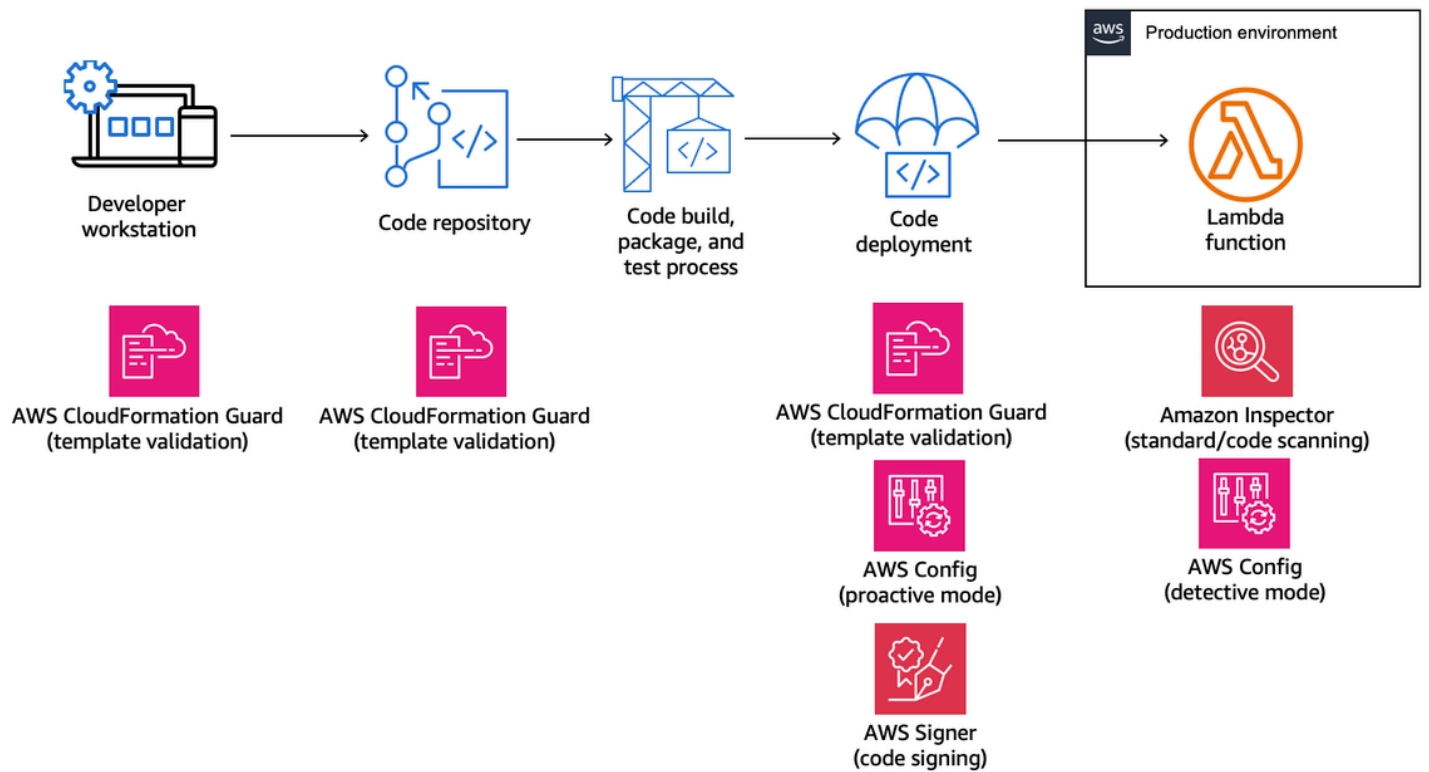 aws
Production environment
Developer
workstation
Code repository
</>
Code build,
package, and
test process
</>
Code
deployment
</>
Lambda
function
AWS CloudFormation Guard
(template validation)
AWS CloudFormation Guard
(template validation)
AWS CloudFormation Guard
(template validation)
Amazon Inspector
(standard/code scanning)
AWS Config
(proactive mode)
AWS Config
(detective mode)
AWS Signer
(code signing)